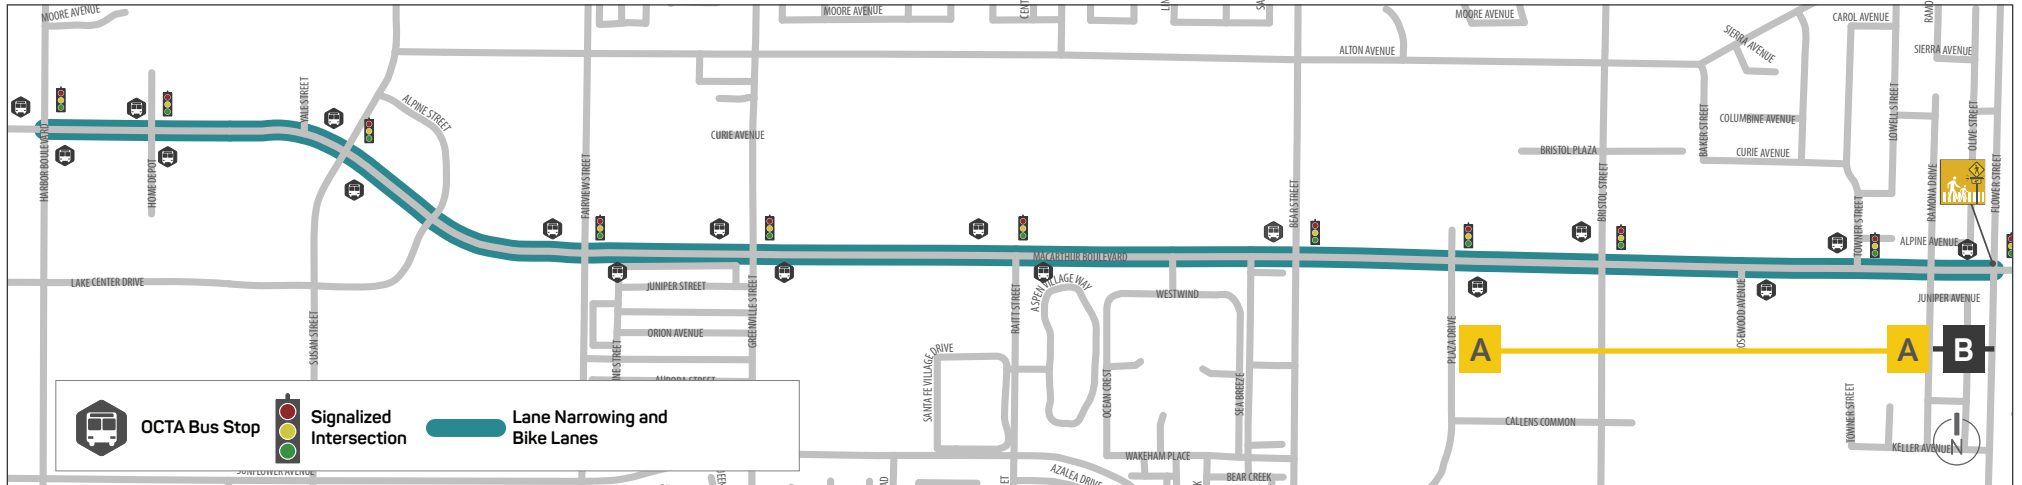 MOORE AVENUE
MOORE AVENUE
MOORE AVENUE
CAROL AVENUE
SIERRA AVENUE
SIERRA AVENUE
ALTON AVENUE
YALE STREET
ALPINE STREET
HARBOR BOULEVARD
HOME DEPOT
FAIRVIEW STREET
CURIE AVENUE
BEAR STREET
BRISTOL PLAZA
BRISTOL STREET
BAKER STREET
COLUMBINE AVENUE
CURIE AVENUE
LOWELL STREET
OLIVE STREET
RAMONA DRIVE
FLOWER STREET
TOWNER STREET
ALPINE AVENUE
MACARTHUR BOULEVARD
LAKE CENTER DRIVE
SUSAN STREET
JUNIPER STREET
ORION AVENUE
AURORA STREET
GREENVILLE STREET
RAITT STREET
ASPEN VILLAGE WAY
WESTWIND
SANTA FE VILLAGE DRIVE
OCEAN CREST
SEA BREEZE
PLAZA DRIVE
OSEWOOD AVENUE
JUNIPER AVENUE
A
A
B
CALLENS COMMON
TOWNER STREET
KELLER AVENUE
N
WAKEHAM PLACE
AZALEA DRIVE
BEAR CREEK
SUNFLOWER AVENUE
OCTA Bus Stop
Signalized
Intersection
Lane Narrowing and
Bike Lanes